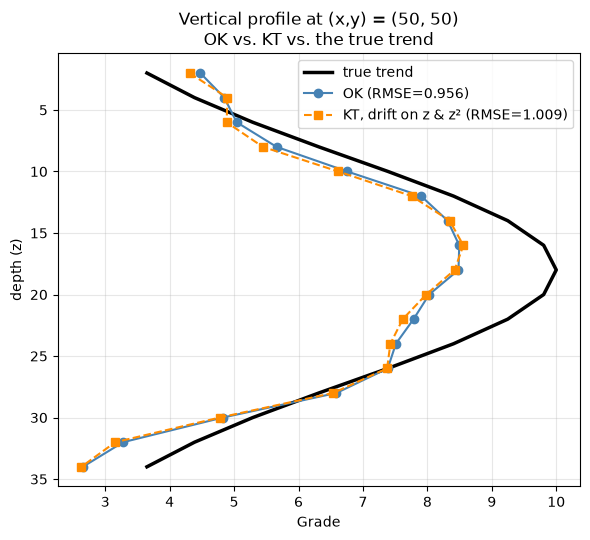 Vertical profile at (x,y) = (50, 50)
OK vs. KT vs. the true trend
true trend
OK (RMSE=0.956)
KT, drift on z & z² (RMSE=1.009)
5
10
15
20
25
30
35
depth (z)
3 4 5 6 7 8 9 10
Grade